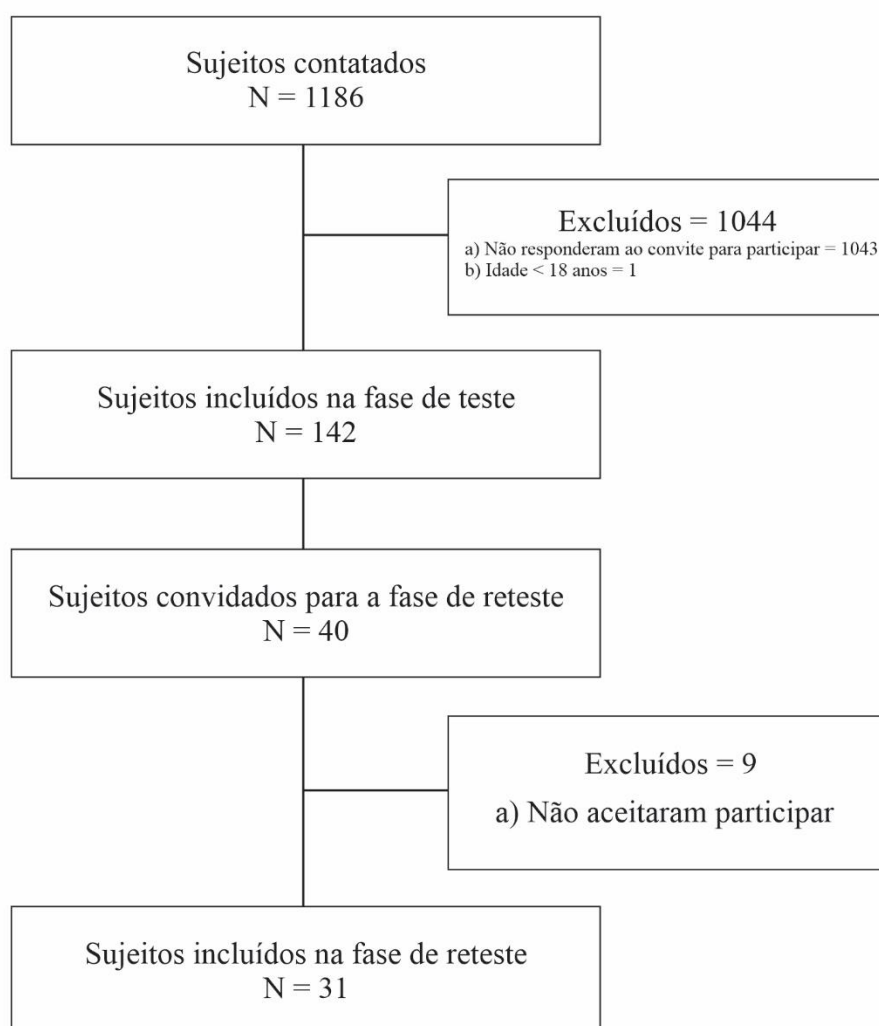 Sujeitos contatados
N = 1186
Excluídos = 1044
a) Não responderam ao convite para participar = 1043
b) Idade < 18 anos = 1
Sujeitos incluídos na fase de teste
N = 142
Sujeitos convidados para a fase de reteste
N = 40
Excluídos = 9
a) Não aceitaram participar
Sujeitos incluídos na fase de reteste
N = 31